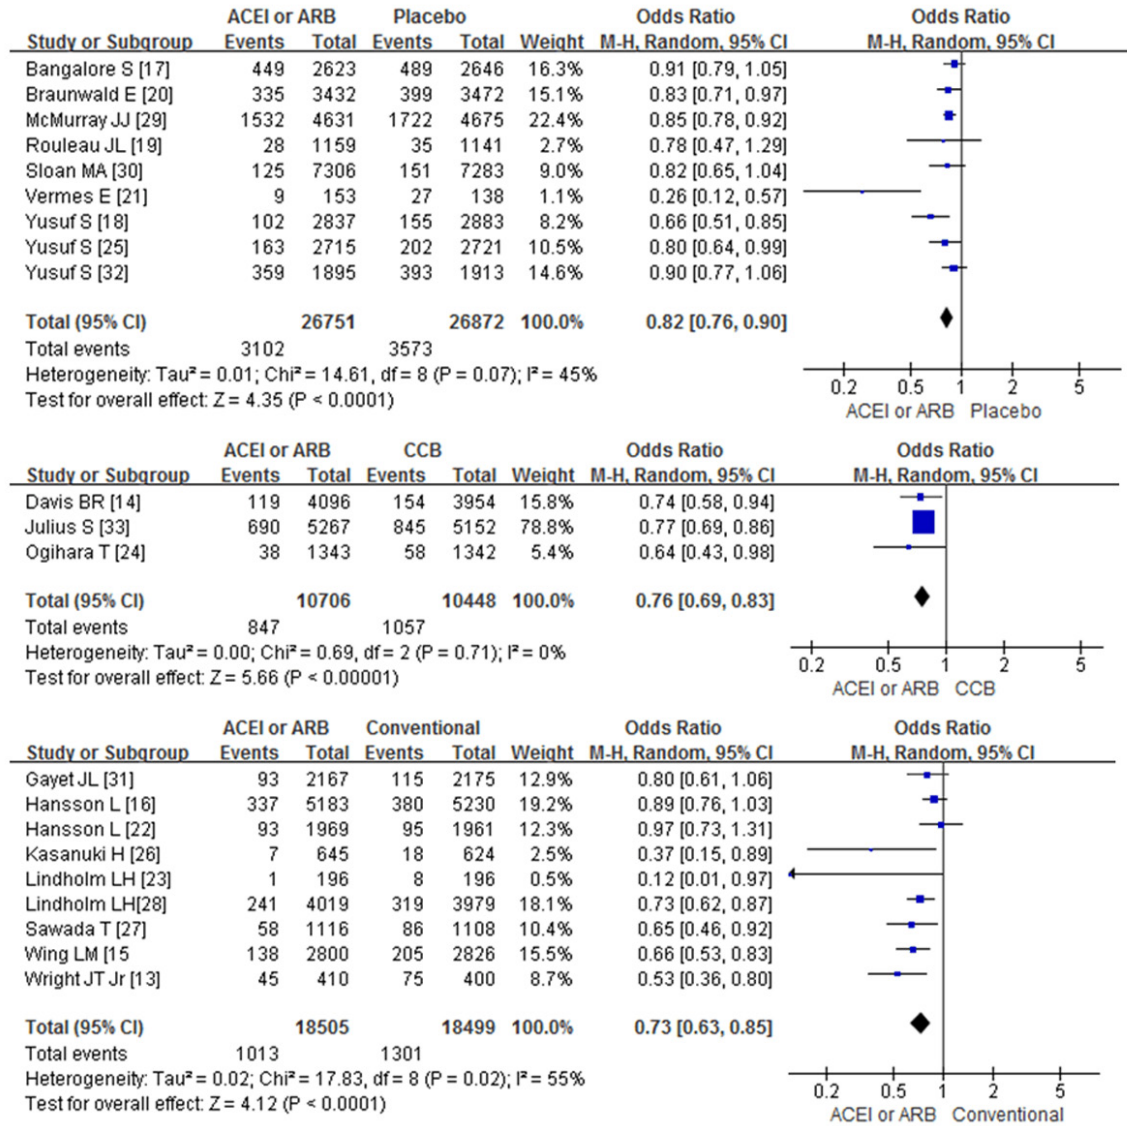 ACEI or ARB Placebo Odds Ratio Odds Ratio
Study or Subgroup Events Total Events Total Weight M-H, Random, 95% CI M-H, Random, 95% CI
Bangalore S [17] 449 2623 489 2646 16.3% 0.91 [0.79, 1.05]
Braunwald E [20] 335 3432 399 3472 15.1% 0.83 [0.71, 0.97]
McMurray JJ [29] 1532 4631 1722 4675 22.4% 0.85 [0.78, 0.92]
Rouleau JL [19] 28 1159 35 1141 2.7% 0.78 [0.47, 1.29]
Sloan MA [30] 125 7306 151 7283 9.0% 0.82 [0.65, 1.04]
Vermes E [21] 9 153 27 138 1.1% 0.26 [0.12, 0.57]
Yusuf S [18] 102 2837 155 2883 8.2% 0.66 [0.51, 0.85]
Yusuf S [25] 163 2715 202 2721 10.5% 0.80 [0.64, 0.99]
Yusuf S [32] 359 1895 393 1913 14.6% 0.90 [0.77, 1.06]
Total (95% CI) 26751 26872 100.0% 0.82 [0.76, 0.90]
Total events 3102 3573
Heterogeneity: Tau² = 0.01; Chi² = 14.61, df = 8 (P = 0.07); I² = 45%
Test for overall effect: Z = 4.35 (P < 0.0001)
0.2 0.5 1 2 5
ACEI or ARB Placebo
ACEI or ARB CCB Odds Ratio Odds Ratio
Study or Subgroup Events Total Events Total Weight M-H, Random, 95% CI M-H, Random, 95% CI
Davis BR [14] 119 4096 154 3954 15.8% 0.74 [0.58, 0.94]
Julius S [33] 690 5267 845 5152 78.8% 0.77 [0.69, 0.86]
Ogihara T [24] 38 1343 58 1342 5.4% 0.64 [0.43, 0.98]
Total (95% CI) 10706 10448 100.0% 0.76 [0.69, 0.83]
Total events 847 1057
Heterogeneity: Tau² = 0.00; Chi² = 0.69, df = 2 (P = 0.71); I² = 0%
Test for overall effect: Z = 5.66 (P < 0.00001)
0.2 0.5 1 2 5
ACEI or ARB CCB
ACEI or ARB Conventional Odds Ratio Odds Ratio
Study or Subgroup Events Total Events Total Weight M-H, Random, 95% CI M-H, Random, 95% CI
Gayet JL [31] 93 2167 115 2175 12.9% 0.80 [0.61, 1.06]
Hansson L [16] 337 5183 380 5230 19.2% 0.89 [0.76, 1.03]
Hansson L [22] 93 1969 95 1961 12.3% 0.97 [0.73, 1.31]
Kasanuki H [26] 7 645 18 624 2.5% 0.37 [0.15, 0.89]
Lindholm LH [23] 1 196 8 196 0.5% 0.12 [0.01, 0.97]
Lindholm LH[28] 241 4019 319 3979 18.1% 0.73 [0.62, 0.87]
Sawada T [27] 58 1116 86 1108 10.4% 0.65 [0.46, 0.92]
Wing LM [15 138 2800 205 2826 15.5% 0.66 [0.53, 0.83]
Wright JT Jr [13] 45 410 75 400 8.7% 0.53 [0.36, 0.80]
Total (95% CI) 18505 18499 100.0% 0.73 [0.63, 0.85]
Total events 1013 1301
Heterogeneity: Tau² = 0.02; Chi² = 17.83, df = 8 (P = 0.02); I² = 55%
Test for overall effect: Z = 4.12 (P < 0.0001)
0.2 0.5 1 2 5
ACEI or ARB Conventional